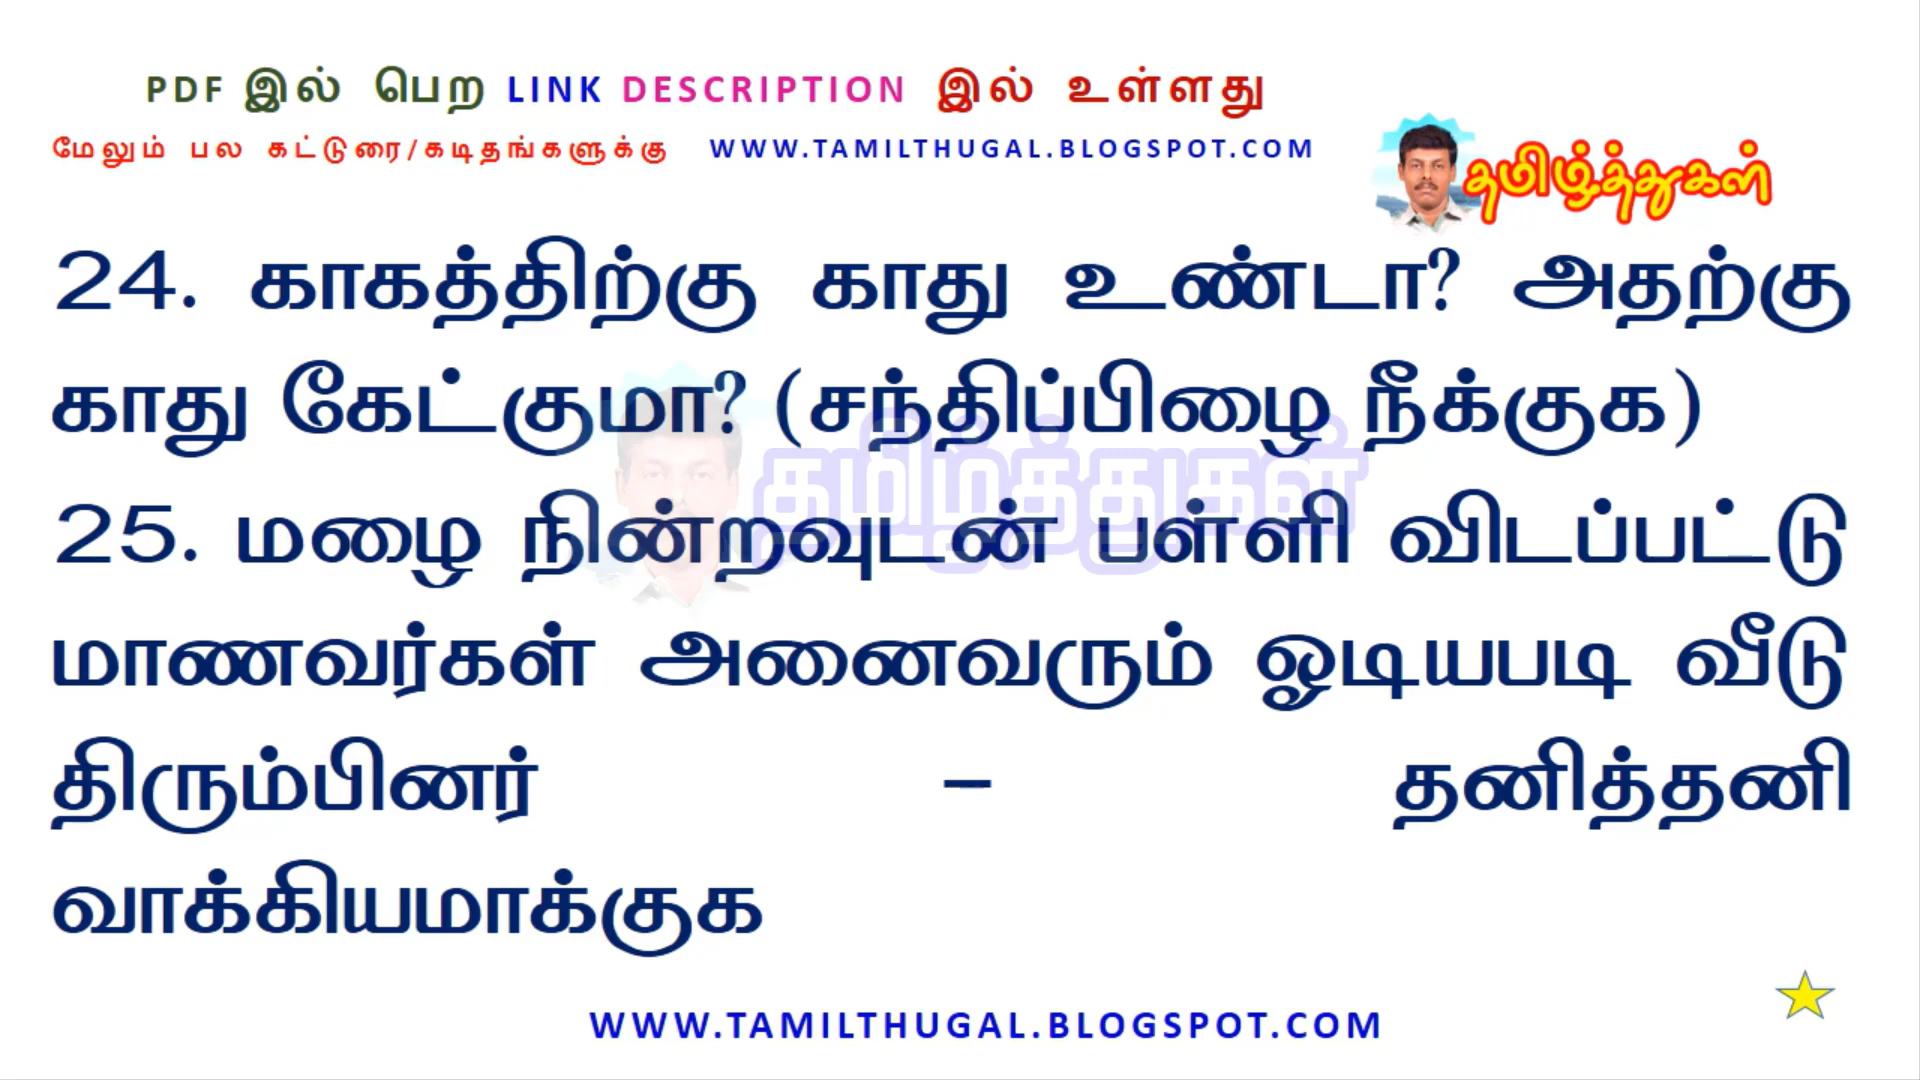 PDF இல் பெற LINK DESCRIPTION இல் உள்ளது
மேலும் பல கட்டுரை/கடிதங்களுக்கு WWW.TAMILTHUGAL.BLOGSPOT.COM
தமிழ்த்துகள்
24. காகத்திற்கு காது உண்டா? அதற்கு
காது கேட்குமா? (சந்திப்பிழை நீக்குக)
தமிழ்த்துகள்
25. மழை நின்றவுடன் பள்ளி விடப்பட்டு
மாணவர்கள் அனைவரும் ஓடியபடி வீடு
திரும்பினர் – தனித்தனி
வாக்கியமாக்குக
WWW.TAMILTHUGAL.BLOGSPOT.COM